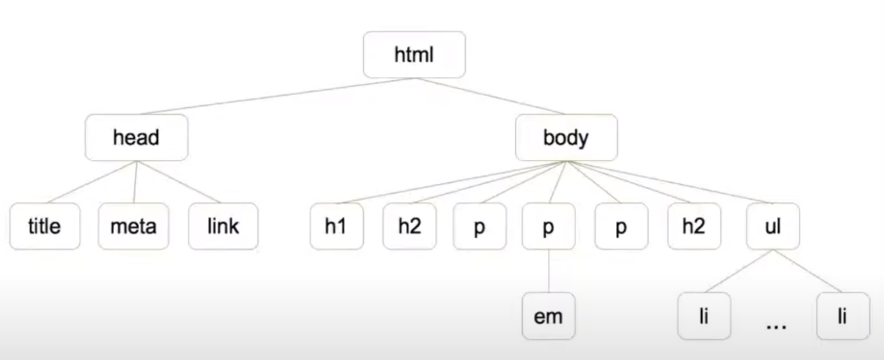 html
head body
title meta link h1 h2 p p p h2 ul
em li ... li